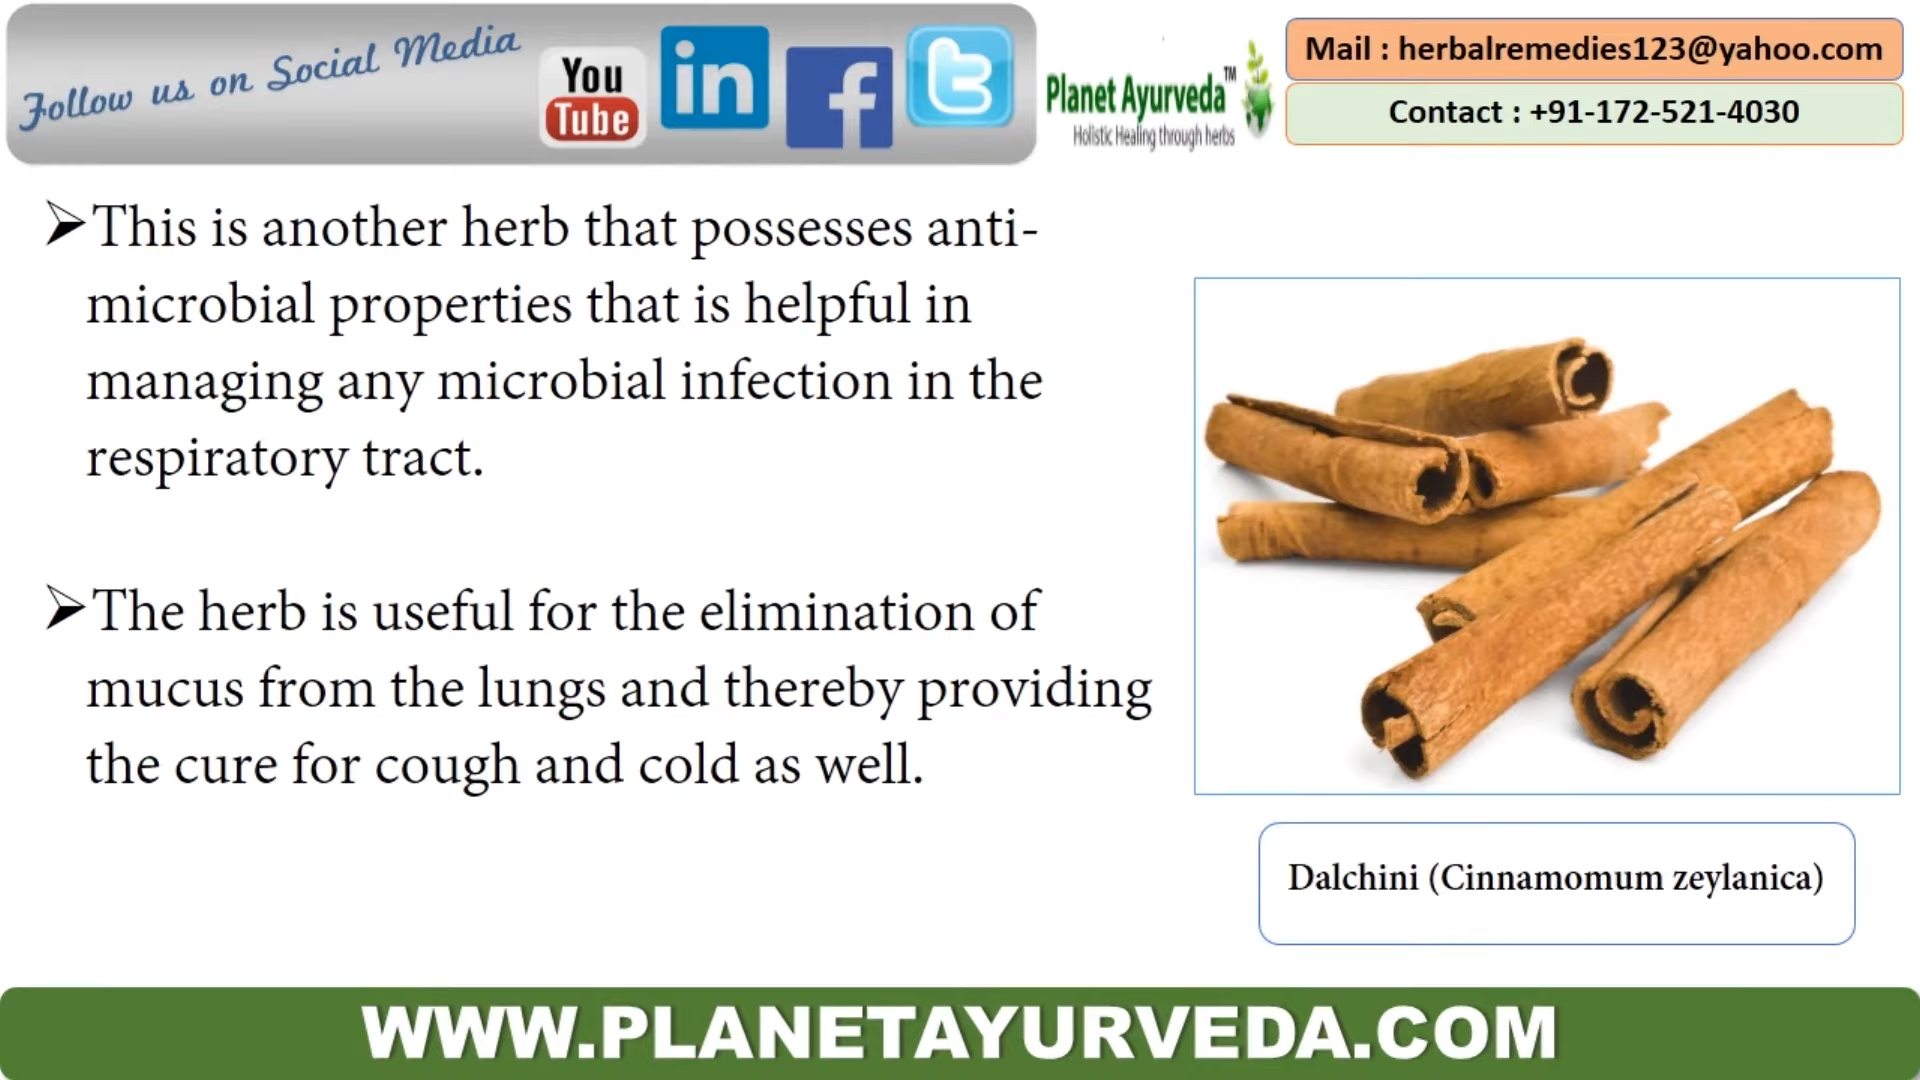 Follow us on Social Media
You
Tube
in
f
t
Planet Ayurveda™
Holistic Healing through herbs
Mail : herbalremedies123@yahoo.com
Contact : +91-172-521-4030
➢This is another herb that possesses anti-
microbial properties that is helpful in
managing any microbial infection in the
respiratory tract.
➢The herb is useful for the elimination of
mucus from the lungs and thereby providing
the cure for cough and cold as well.
Dalchini (Cinnamomum zeylanica)
WWW.PLANETAYURVEDA.COM